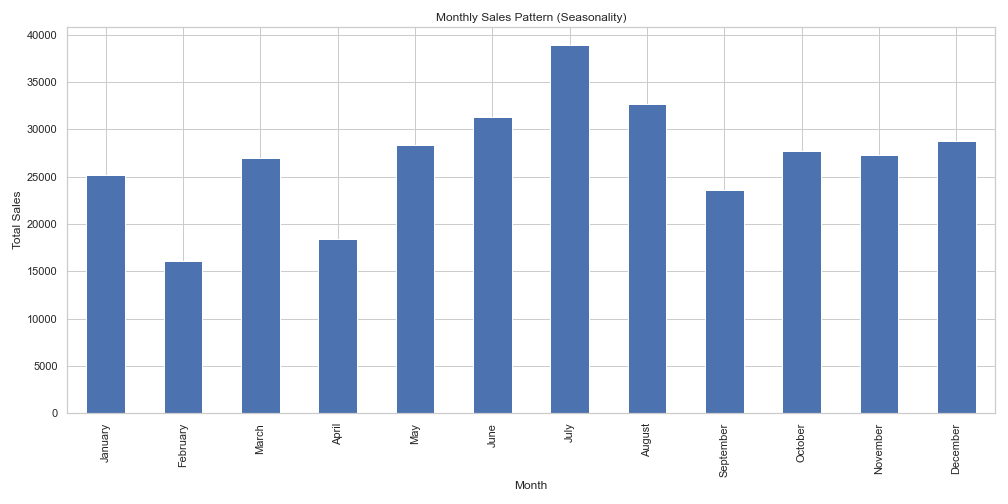 Monthly Sales Pattern (Seasonality)
Total Sales
40000
35000
30000
25000
20000
15000
10000
5000
0
January
February
March
April
May
June
July
August
September
October
November
December
Month